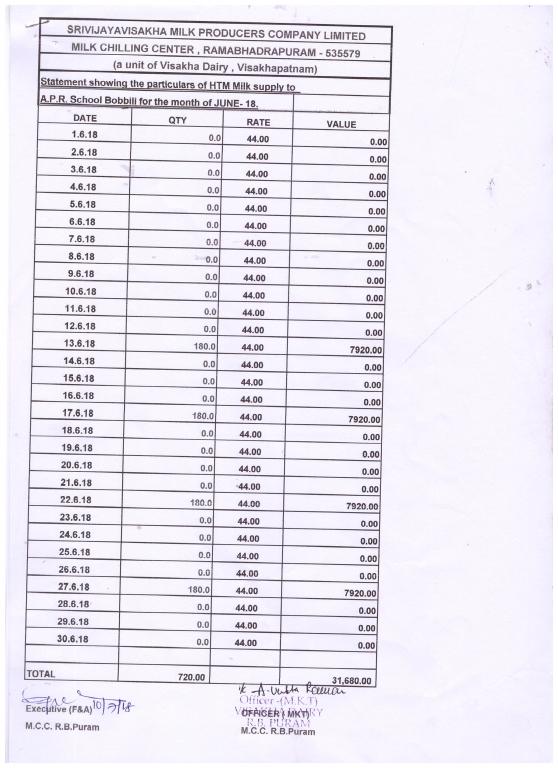 SRIVIJAYAVISAKHA MILK PRODUCERS COMPANY LIMITED
MILK CHILLING CENTER , RAMABHADRAPURAM - 535579
(a unit of Visakha Dairy , Visakhapatnam)
Statement showing the particulars of HTM Milk supply to
A.P.R. School Bobbili for the month of JUNE- 18.
DATE QTY RATE VALUE
1.6.18 0.0 44.00 0.00
2.6.18 0.0 44.00 0.00
3.6.18 0.0 44.00 0.00
4.6.18 0.0 44.00 0.00
5.6.18 0.0 44.00 0.00
6.6.18 0.0 44.00 0.00
7.6.18 0.0 44.00 0.00
8.6.18 0.0 44.00 0.00
9.6.18 0.0 44.00 0.00
10.6.18 0.0 44.00 0.00
11.6.18 0.0 44.00 0.00
12.6.18 0.0 44.00 0.00
13.6.18 180.0 44.00 7920.00
14.6.18 0.0 44.00 0.00
15.6.18 0.0 44.00 0.00
16.6.18 0.0 44.00 0.00
17.6.18 180.0 44.00 7920.00
18.6.18 0.0 44.00 0.00
19.6.18 0.0 44.00 0.00
20.6.18 0.0 44.00 0.00
21.6.18 0.0 44.00 0.00
22.6.18 180.0 44.00 7920.00
23.6.18 0.0 44.00 0.00
24.6.18 0.0 44.00 0.00
25.6.18 0.0 44.00 0.00
26.6.18 0.0 44.00 0.00
27.6.18 180.0 44.00 7920.00
28.6.18 0.0 44.00 0.00
29.6.18 0.0 44.00 0.00
30.6.18 0.0 44.00 0.00
TOTAL 720.00 31,680.00
Officer -(M.K.T)
Executive (F&A) 10/7/18 OFFICER ( MKT)
VISAKHA DAIRY
R.B. PURAM
M.C.C. R.B.Puram M.C.C. R.B.Puram